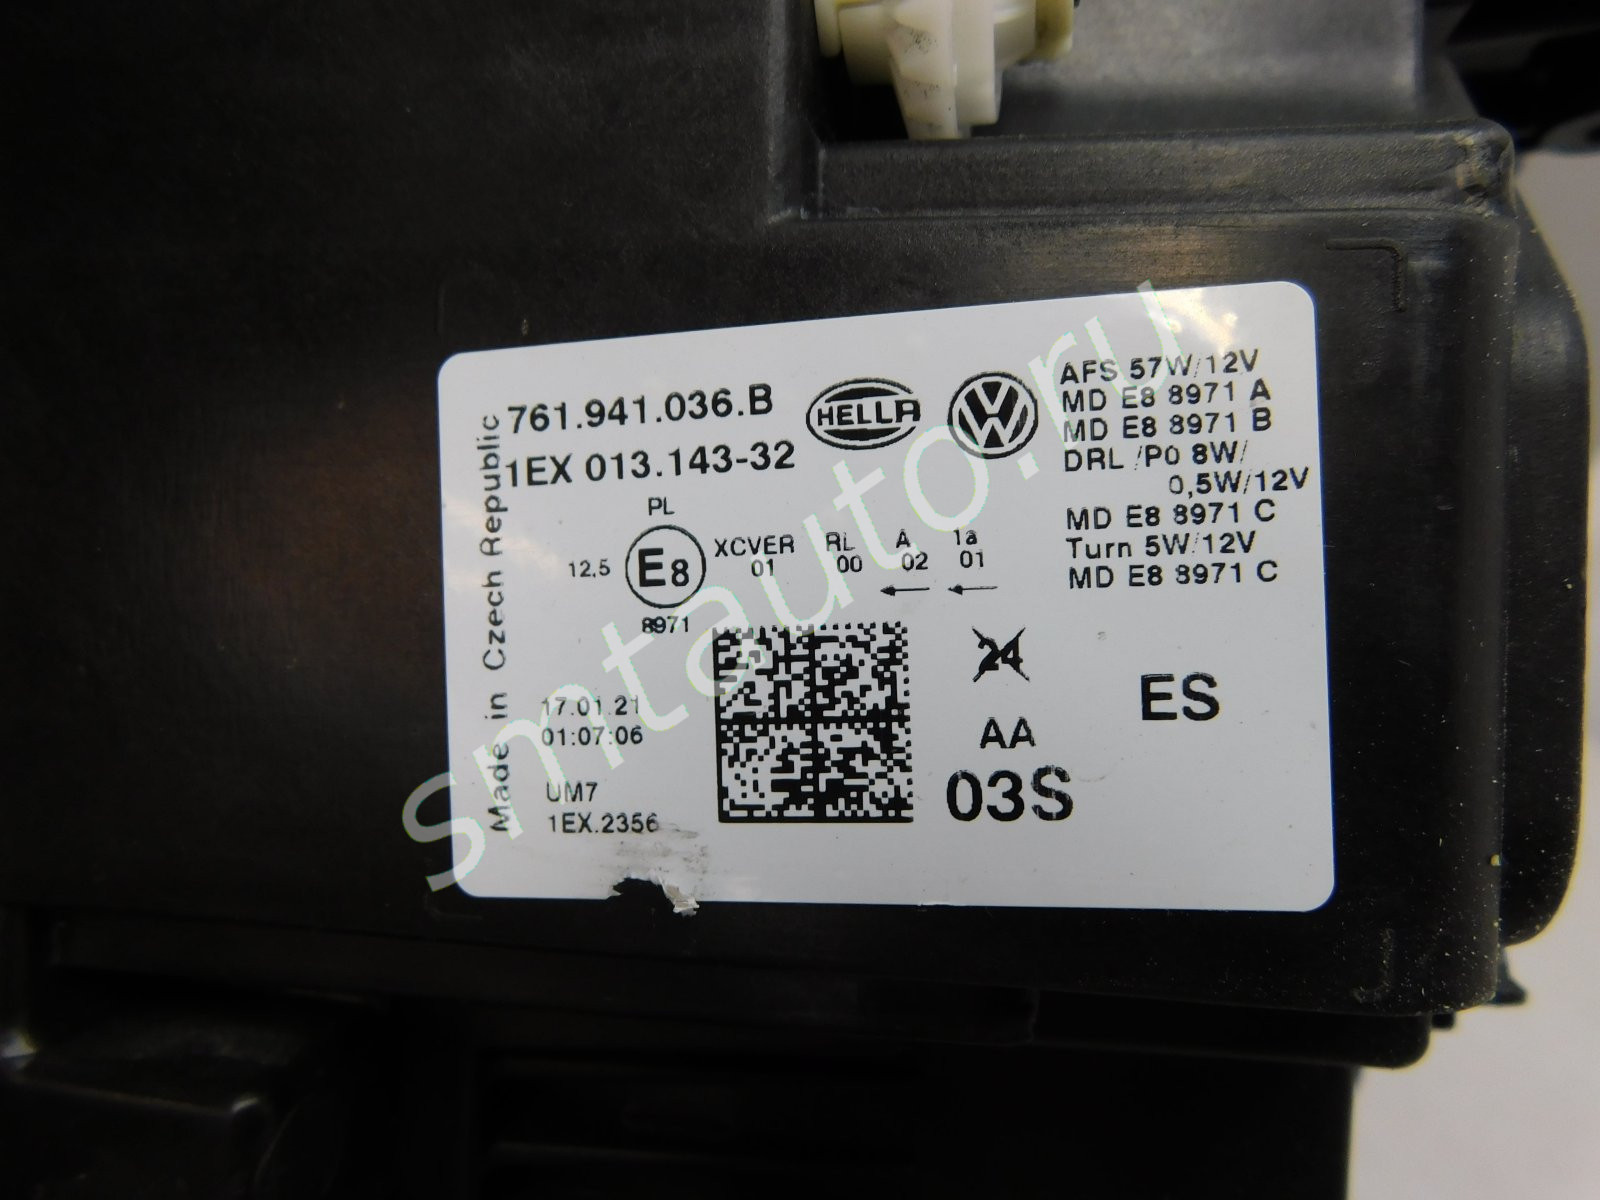 Made in Czech Republic
761.941.036.B
1EX 013.143-32
HELLA
VW
AFS 57W/12V
MD E8 8971 A
MD E8 8971 B
DRL/PO 8W/
0,5W/12V
MD E8 8971 C
Turn 5W/12V
MD E8 8971 C
PL
12,5 E8 XCVER RL A 1a
01 00 02 01
8971
17.01.21
01:07:06
UM7
1EX.2356
24
AA
03S
ES
smtauto.ru